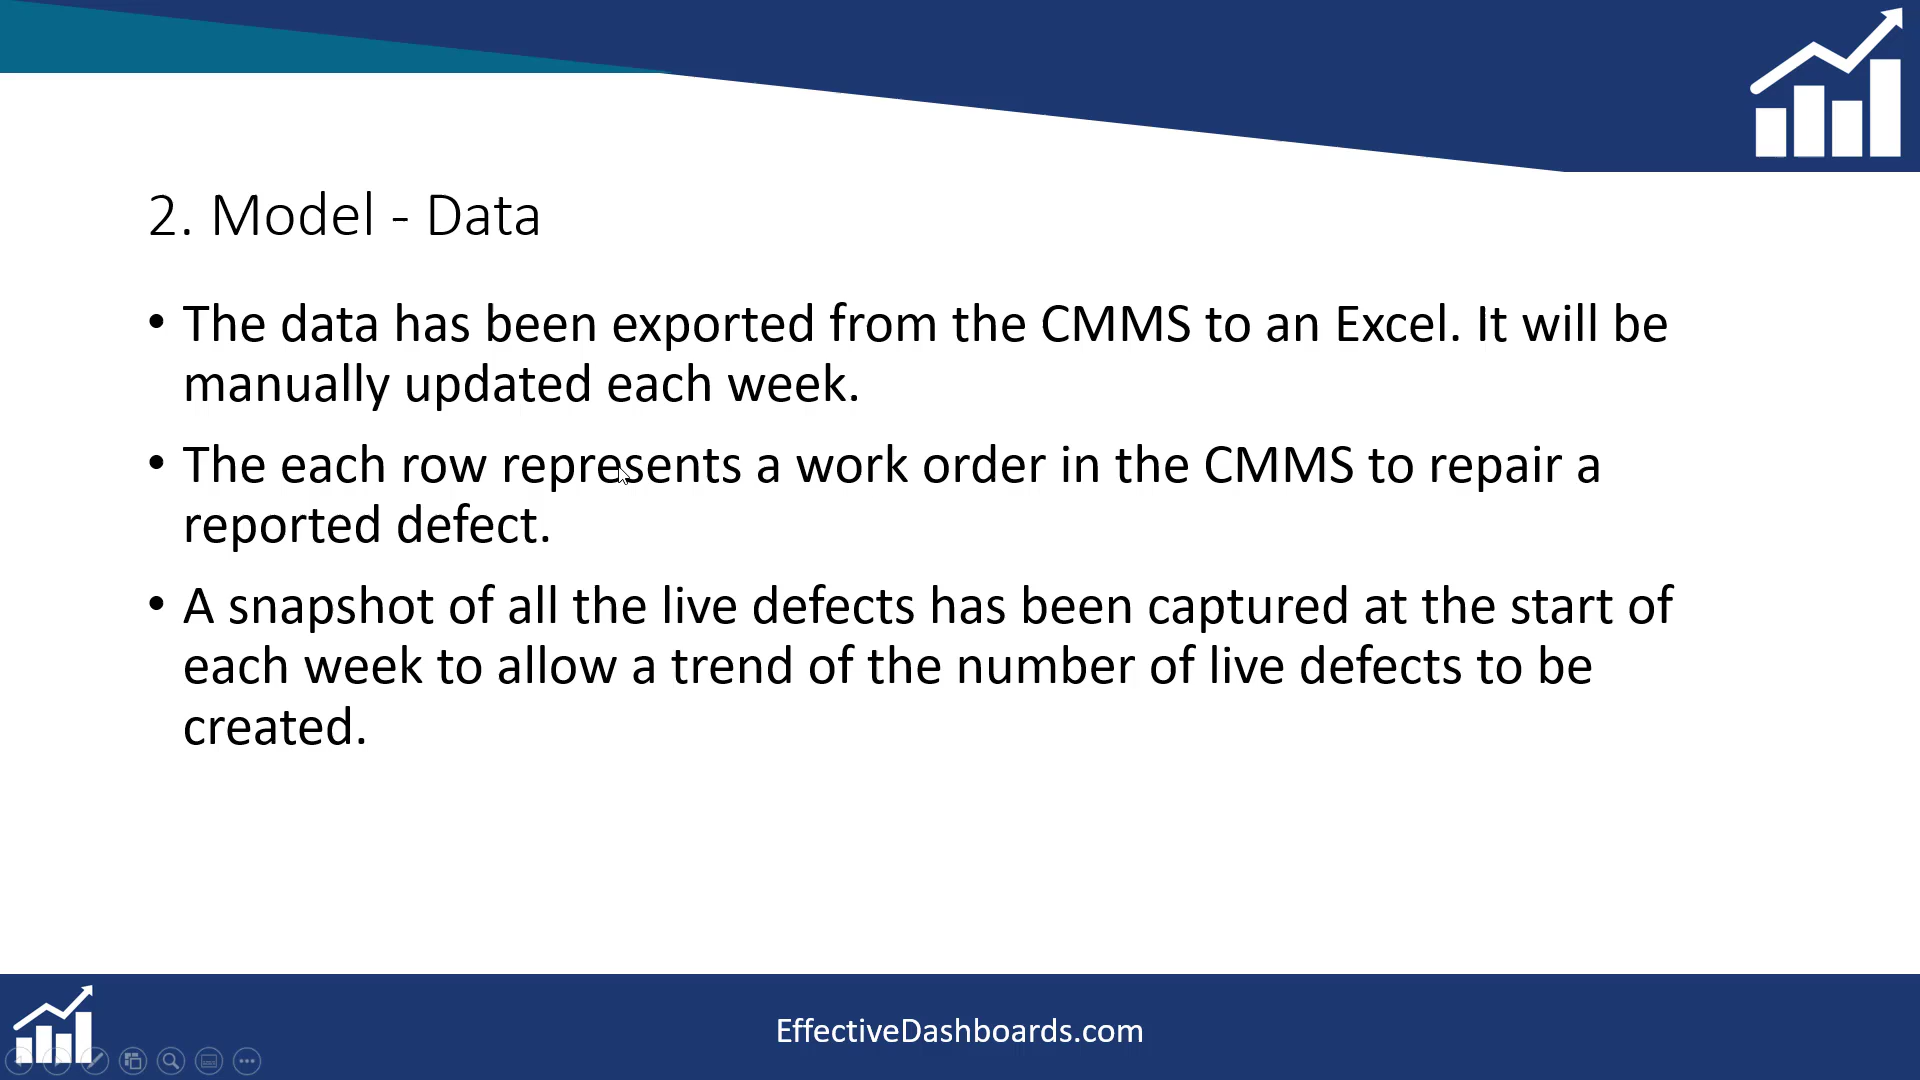 2. Model - Data
• The data has been exported from the CMMS to an Excel. It will be
manually updated each week.
• The each row represents a work order in the CMMS to repair a
reported defect.
• A snapshot of all the live defects has been captured at the start of
each week to allow a trend of the number of live defects to be
created.
EffectiveDashboards.com